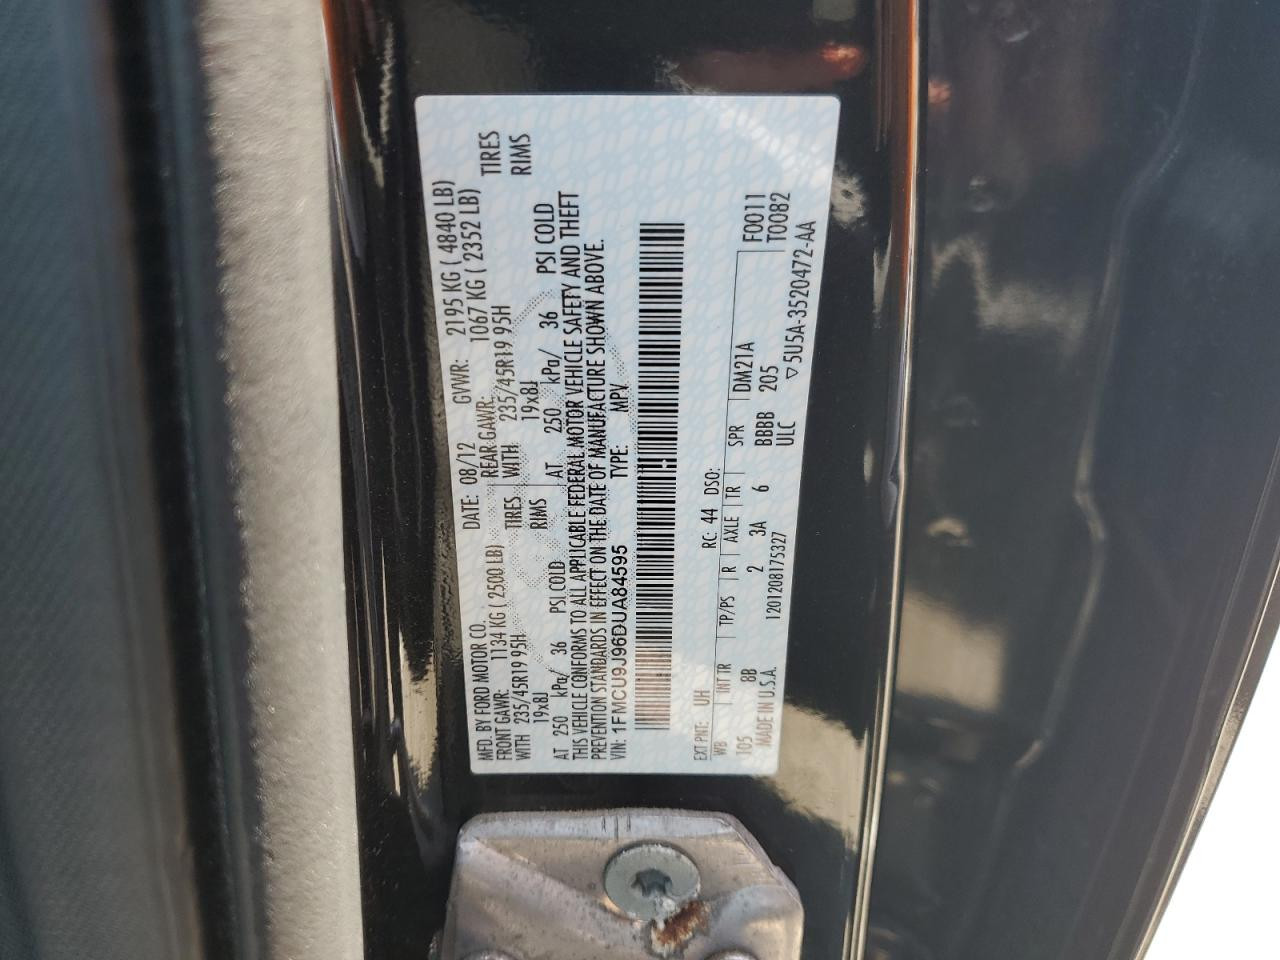 MFD. BY FORD MOTOR CO. DATE: 08/12 GVWR: 2195 KG ( 4840 LB)
FRONT GAWR: 1134 KG ( 2500 LB) REAR GAWR: 1067 KG ( 2352 LB)
WITH 235/45R19 95H TIRES WITH 235/45R19 95H TIRES
19x8J RIMS 19x8J RIMS
AT 250 kPa/ 36 PSI COLD AT 250 kPa/ 36 PSI COLD
THIS VEHICLE CONFORMS TO ALL APPLICABLE FEDERAL MOTOR VEHICLE SAFETY AND THEFT
PREVENTION STANDARDS IN EFFECT ON THE DATE OF MANUFACTURE SHOWN ABOVE.
VIN: 1FMCU9J96DUA84595 TYPE: MPV
EXT PNT: UH RC: 44 DSO: F0011
WB INT TR TP/PS R AXLE TR SPR DM21A T0082
105 8B 2 3A 6 BBBB 205
MADE IN U.S.A. 1201208175327 ULC ▽5U5A-3520472-AA